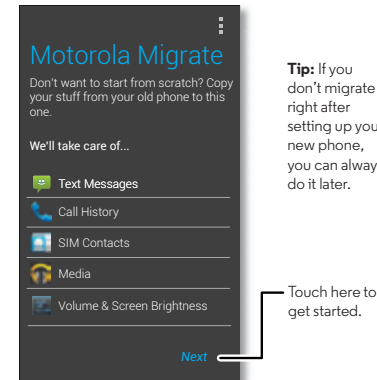 Motorola Migrate
Don't want to start from scratch? Copy
your stuff from your old phone to this
one.
We'll take care of...
Text Messages
Call History
SIM Contacts
Media
Volume & Screen Brightness
Next
Tip: If you
don't migrate
right after
setting up you
new phone,
you can alway
do it later.
Touch here to
get started.